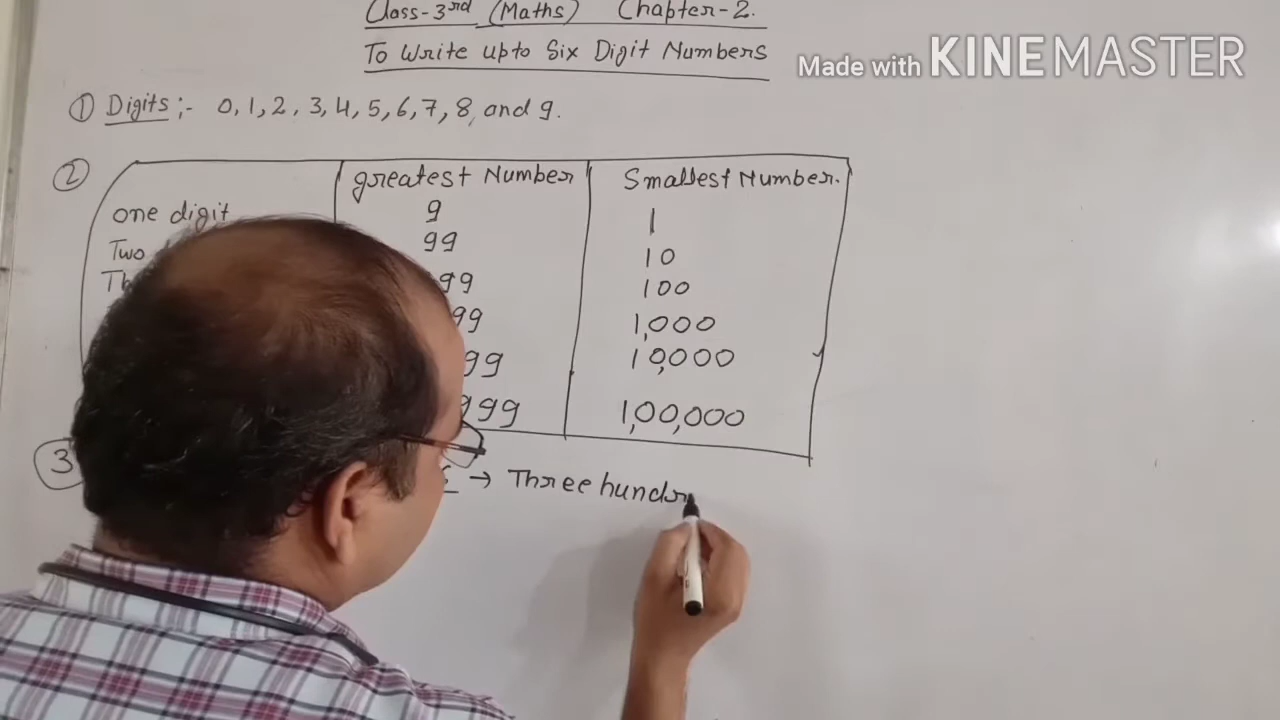 Class-3rd (Maths) Chapter-2.
Made with KINEMASTER
To Write upto Six Digit Numbers
① Digits :- 0, 1, 2, 3, 4, 5, 6, 7, 8, and 9.
② greatest Number Smallest Number.
one digit 9 1
Two 99 10
99 100
99 1,000
99 10,000
999 1,00,000
③ → Three hundr